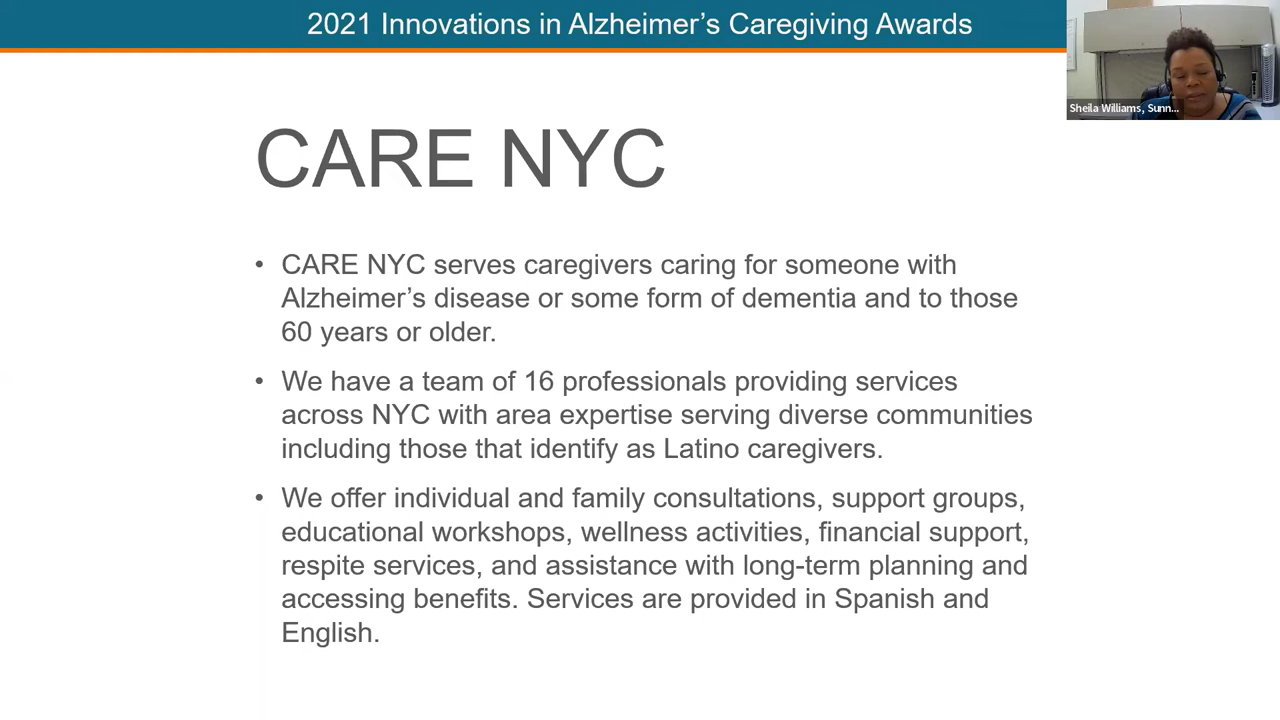 2021 Innovations in Alzheimer’s Caregiving Awards
Sheila Williams, Sunn...
CARE NYC
• CARE NYC serves caregivers caring for someone with
Alzheimer’s disease or some form of dementia and to those
60 years or older.
• We have a team of 16 professionals providing services
across NYC with area expertise serving diverse communities
including those that identify as Latino caregivers.
• We offer individual and family consultations, support groups,
educational workshops, wellness activities, financial support,
respite services, and assistance with long-term planning and
accessing benefits. Services are provided in Spanish and
English.